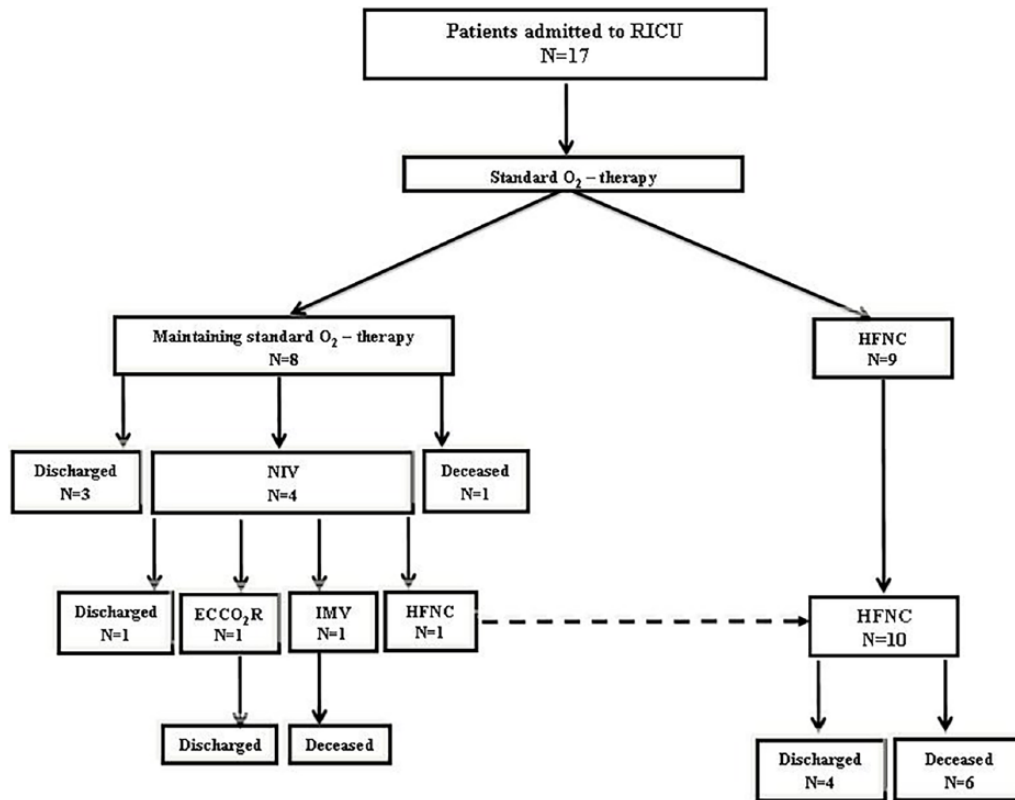 Patients admitted to RICU
N=17
Standard O₂ – therapy
Maintaining standard O₂ – therapy
N=8
HFNC
N=9
Discharged
N=3
NIV
N=4
Deceased
N=1
Discharged
N=1
ECCO₂R
N=1
IMV
N=1
HFNC
N=1
HFNC
N=10
Discharged
Deceased
Discharged
N=4
Deceased
N=6